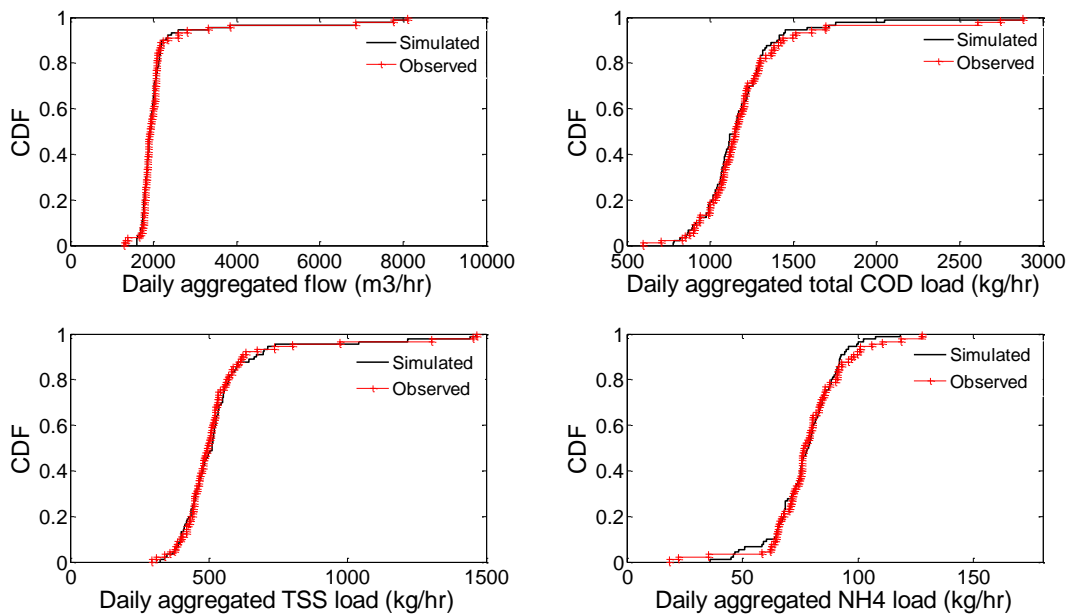 1
0.8
0.6
0.4
0.2
0
CDF
0 2000 4000 6000 8000 10000
Daily aggregated flow (m3/hr)
Simulated
Observed
1
0.8
0.6
0.4
0.2
0
CDF
500 1000 1500 2000 2500 3000
Daily aggregated total COD load (kg/hr)
Simulated
Observed
1
0.8
0.6
0.4
0.2
0
CDF
0 500 1000 1500
Daily aggregated TSS load (kg/hr)
Simulated
Observed
1
0.8
0.6
0.4
0.2
0
CDF
0 50 100 150
Daily aggregated NH4 load (kg/hr)
Simulated
Observed